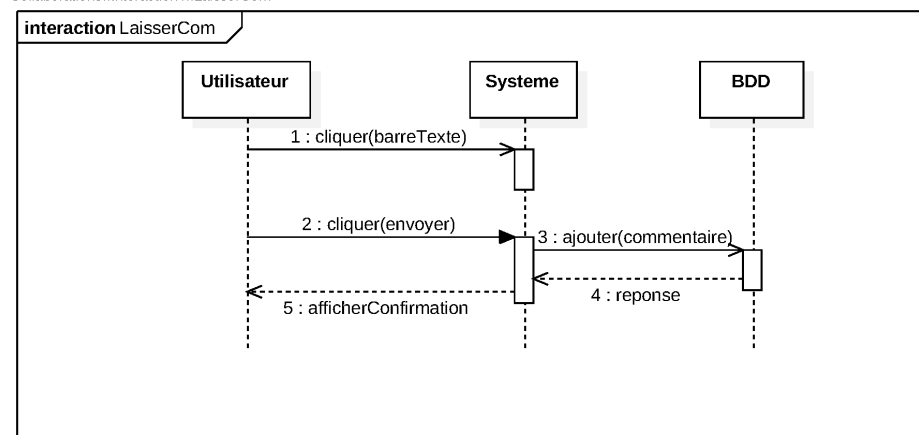 interaction LaisserCom
Utilisateur
Systeme
BDD
1 : cliquer(barreTexte)
2 : cliquer(envoyer)
3 : ajouter(commentaire)
4 : reponse
5 : afficherConfirmation